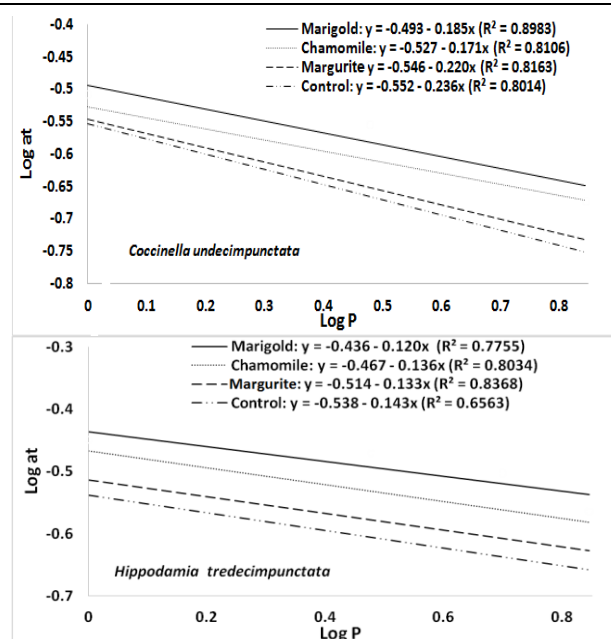 -0.4
Marigold: y = -0.493 - 0.185x (R² = 0.8983)
Chamomile: y = -0.527 - 0.171x (R² = 0.8106)
Margurite y = -0.546 - 0.220x (R² = 0.8163)
Control: y = -0.552 - 0.236x (R² = 0.8014)
-0.45
-0.5
-0.55
-0.6
-0.65
-0.7
-0.75
-0.8
Log at
Coccinella undecimpunctata
0 0.1 0.2 0.3 0.4 0.5 0.6 0.7 0.8
Log P
-0.3
Marigold: y = -0.436 - 0.120x (R² = 0.7755)
Chamomile: y = -0.467 - 0.136x (R² = 0.8034)
Margurite: y = -0.514 - 0.133x (R² = 0.8368)
Control: y = -0.538 - 0.143x (R² = 0.6563)
-0.4
-0.5
-0.6
-0.7
Log at
Hippodamia tredecimpunctata
0 0.2 0.4 0.6 0.8
Log P